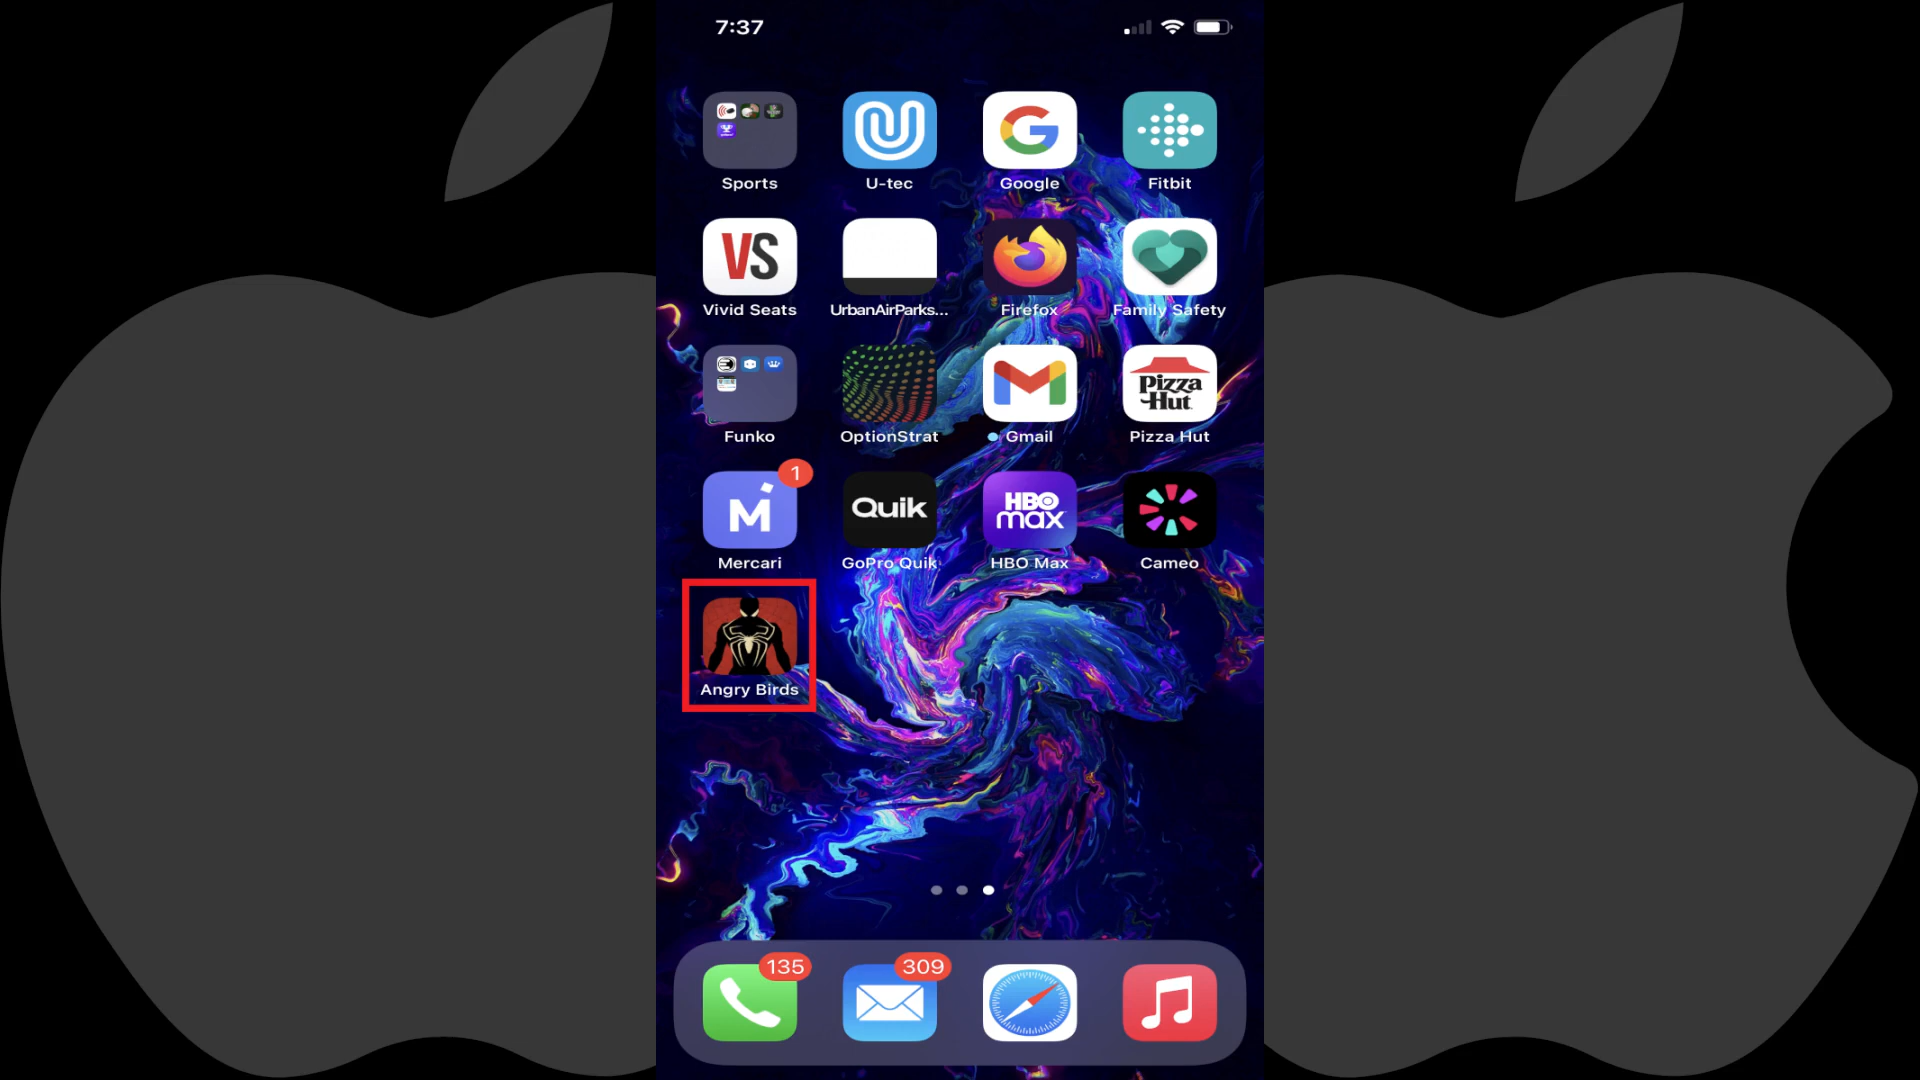 7:37
Sports
U-tec
Google
Fitbit
VS
Vivid Seats
UrbanAirParks...
Firefox
Family Safety
Funko
OptionStrat
Gmail
Pizza Hut
Pizza Hut
1
Mercari
Quik
GoPro Quik
HBO max
HBO Max
Cameo
Angry Birds
135
309